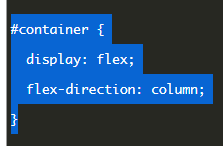 #container {
display: flex;
flex-direction: column;
}